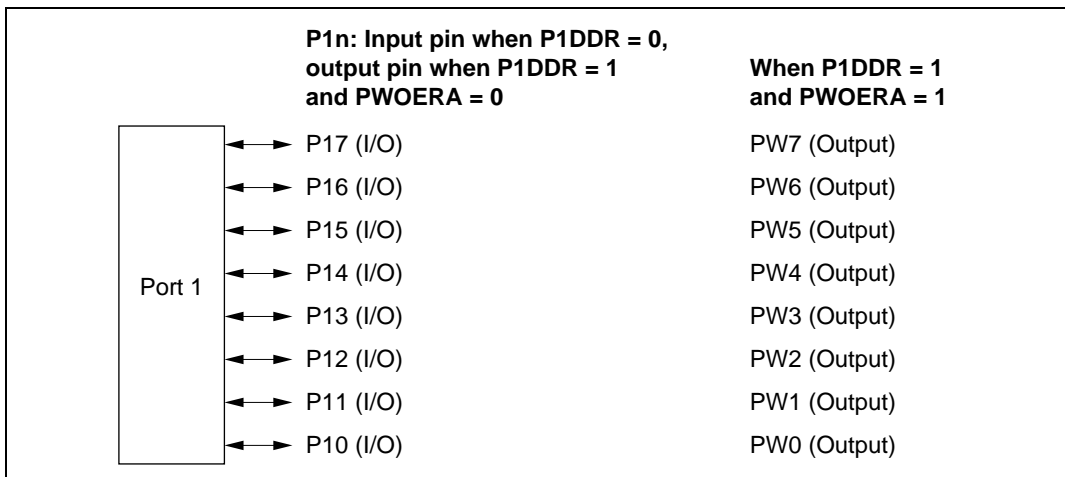 P1n: Input pin when P1DDR = 0,
output pin when P1DDR = 1
and PWOERA = 0
When P1DDR = 1
and PWOERA = 1
Port 1
P17 (I/O) PW7 (Output)
P16 (I/O) PW6 (Output)
P15 (I/O) PW5 (Output)
P14 (I/O) PW4 (Output)
P13 (I/O) PW3 (Output)
P12 (I/O) PW2 (Output)
P11 (I/O) PW1 (Output)
P10 (I/O) PW0 (Output)